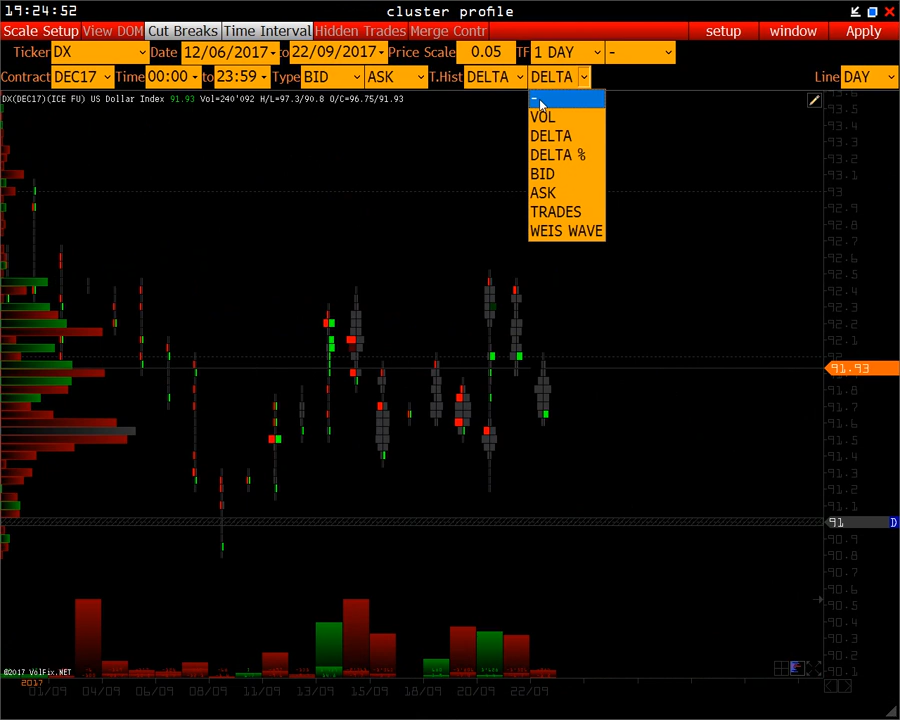 19:24:52 cluster profile
Scale Setup View DOM Cut Breaks Time Interval Hidden Trades Merge Contr setup window Apply
Ticker DX Date 12/06/2017 to 22/09/2017 Price Scale 0.05 TF 1 DAY -
Contract DEC17 Time 00:00 to 23:59 Type BID ASK T.Hist DELTA DELTA Line DAY
DX(DEC17)(ICE FU) US Dollar Index 91.93 Vol=240'092 H/L=97.3/90.8 O/C=96.75/91.93
-
VOL
DELTA
DELTA %
BID
ASK
TRADES
WEIS WAVE
93.5
93.4
93.3
93.2
93.1
93
92.9
92.8
92.7
92.6
92.5
92.4
92.3
92.2
92.1
92
91.93
91.8
91.7
91.6
91.5
91.4
91.3
91.2
91.1
91 D
90.9
90.8
90.7
90.6
90.5
90.4
90.3
90.2
90.1
©2017 VolFix.NET
2017
01/09 04/09 06/09 08/09 11/09 13/09 15/09 18/09 20/09 22/09